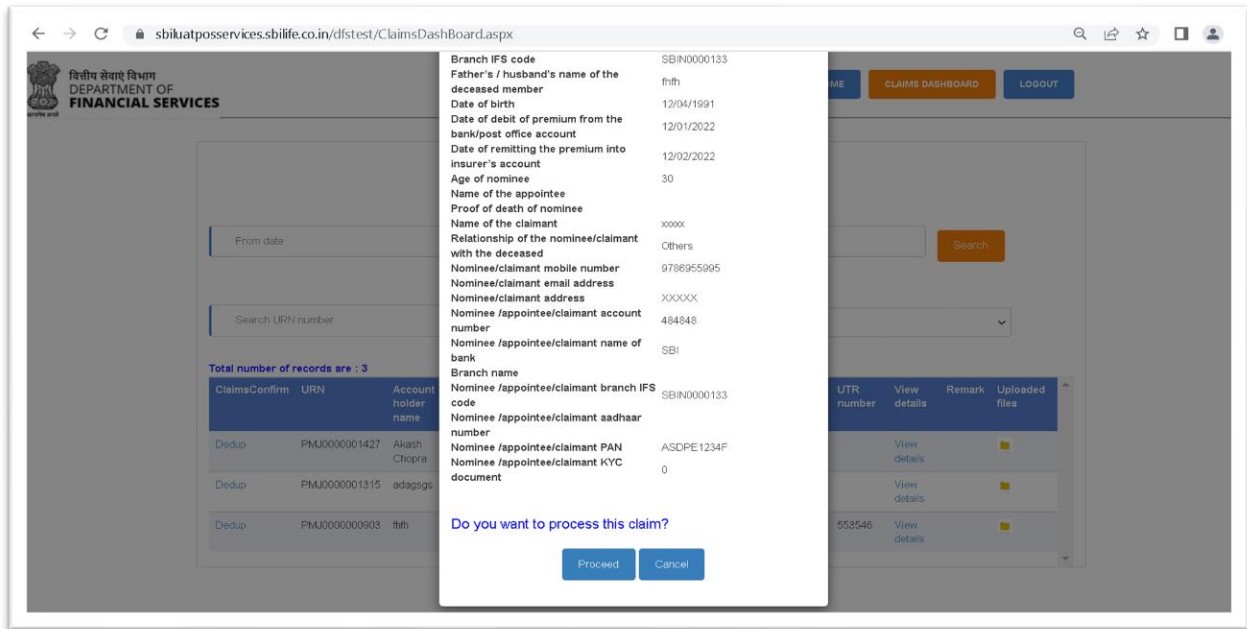 sbiluatposservices.sbilife.co.in/dfstest/ClaimsDashBoard.aspx
वित्तीय सेवाएं विभाग
DEPARTMENT OF
FINANCIAL SERVICES
सत्यमेव जयते
CLAIMS DASHBOARD
LOGOUT
Branch IFS code SBIN0000133
Father's / husband's name of the
deceased member fhfh
Date of birth 12/04/1991
Date of debit of premium from the
bank/post office account 12/01/2022
Date of remitting the premium into
insurer's account 12/02/2022
Age of nominee 30
Name of the appointee
Proof of death of nominee
Name of the claimant xxxxx
Relationship of the nominee/claimant
with the deceased Others
Nominee/claimant mobile number 9786955995
Nominee/claimant email address
Nominee/claimant address XXXXX
Nominee /appointee/claimant account
number 484848
Nominee /appointee/claimant name of
bank SBI
Branch name
Nominee /appointee/claimant branch IFS
code SBIN0000133
Nominee /appointee/claimant aadhaar
number
Nominee /appointee/claimant PAN ASDPE1234F
Nominee /appointee/claimant KYC
document 0
Do you want to process this claim?
Proceed Cancel
From date
Search
Search URN number
Total number of records are : 3
ClaimsConfirm URN Account holder name UTR number View details Remark Uploaded files
Dedup PMJ0000001427 Akash Chopra View details
Dedup PMJ0000001315 adagsgs View details
Dedup PMJ0000000903 fhfh 553546 View details